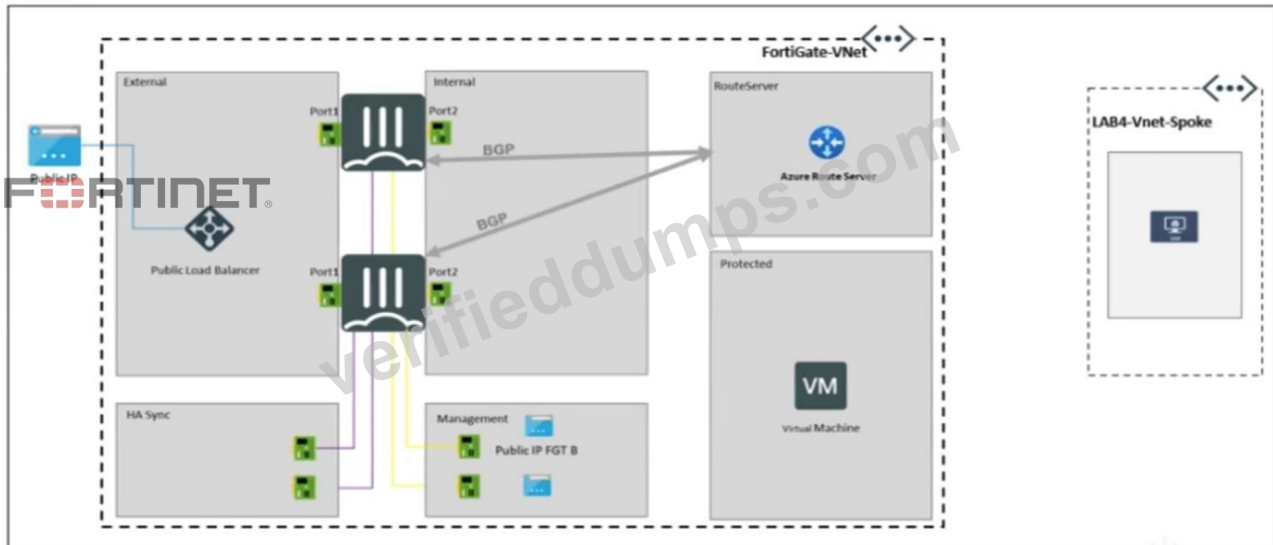 FortiGate-VNet
External
Internal
RouteServer
Port1
Port2
BGP
Azure Route Server
LAB4-Vnet-Spoke
Public IP
FORTINET
Public Load Balancer
BGP
Port1
Port2
Protected
VM
Virtual Machine
HA Sync
Management
Public IP FGT B
verifieddumps.com